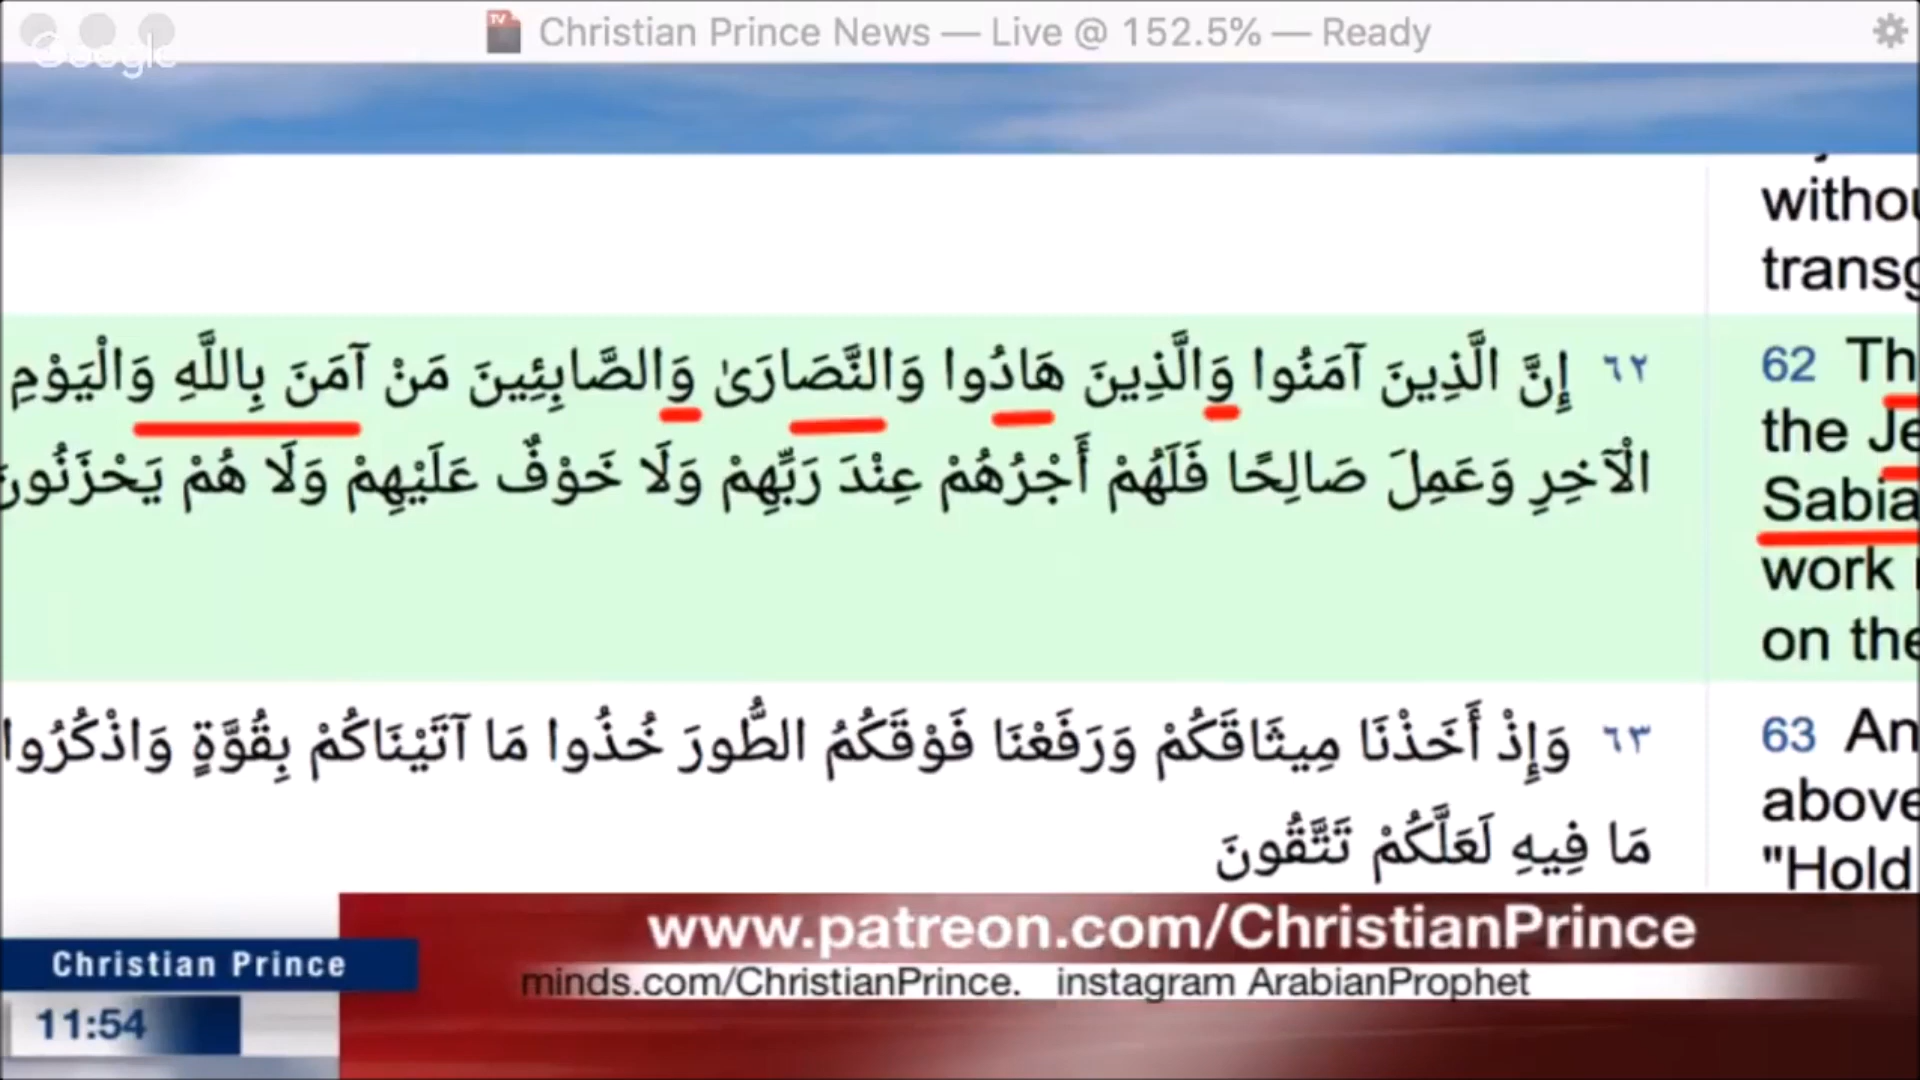 Christian Prince News — Live @ 152.5% — Ready
Google
٦٢ إِنَّ الَّذِينَ آمَنُوا وَالَّذِينَ هَادُوا وَالنَّصَارَىٰ وَالصَّابِئِينَ مَنْ آمَنَ بِاللَّهِ وَالْيَوْمِ
الْآخِرِ وَعَمِلَ صَالِحًا فَلَهُمْ أَجْرُهُمْ عِنْدَ رَبِّهِمْ وَلَا خَوْفٌ عَلَيْهِمْ وَلَا هُمْ يَحْزَنُونَ
٦٣ وَإِذْ أَخَذْنَا مِيثَاقَكُمْ وَرَفَعْنَا فَوْقَكُمُ الطُّورَ خُذُوا مَا آتَيْنَاكُمْ بِقُوَّةٍ وَاذْكُرُوا
مَا فِيهِ لَعَلَّكُمْ تَتَّقُونَ
withou
transg
62 Th
the Je
Sabia
work
on the
63 An
above
"Hold
www.patreon.com/ChristianPrince
minds.com/ChristianPrince. instagram ArabianProphet
Christian Prince
11:54